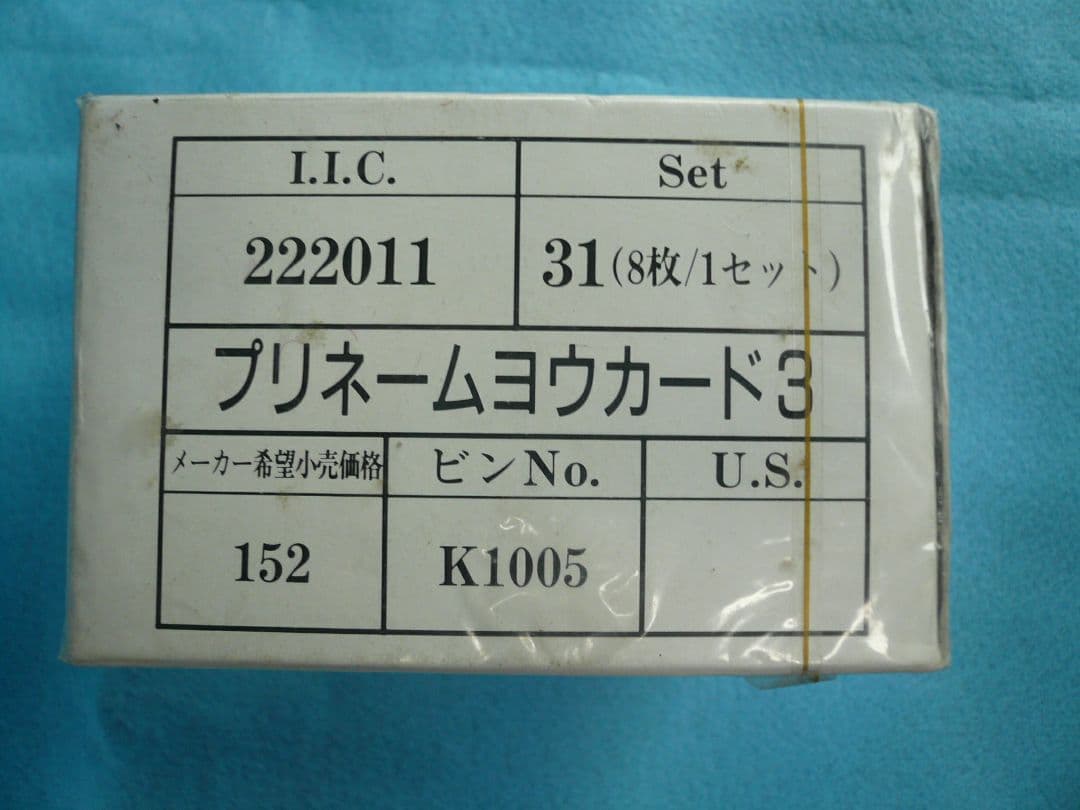 I.I.C. Set
222011 31(8枚/1セット)
プリネームヨウカード3
メーカー希望小売価格 ビンNo. U.S.
152 K1005